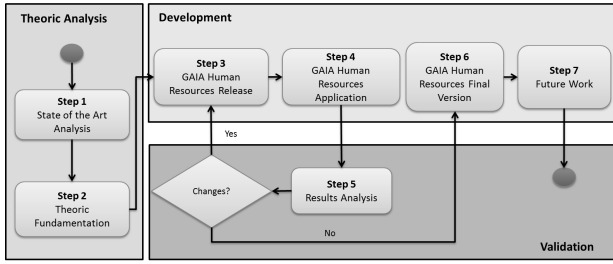 Theoric Analysis
Step 1
State of the Art
Analysis
Step 2
Theoric
Fundamentation
Development
Step 3
GAIA Human
Resources Release
Step 4
GAIA Human
Resources
Application
Step 6
GAIA Human
Resources Final
Version
Step 7
Future Work
Yes
Changes?
Step 5
Results Analysis
No
Validation